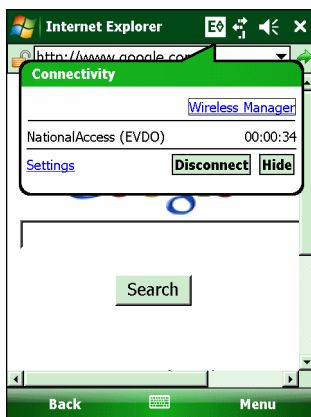 Internet Explorer
http://www.google.co
Connectivity
Wireless Manager
NationalAccess (EVDO) 00:00:34
Settings Disconnect Hide
Search
Back Menu